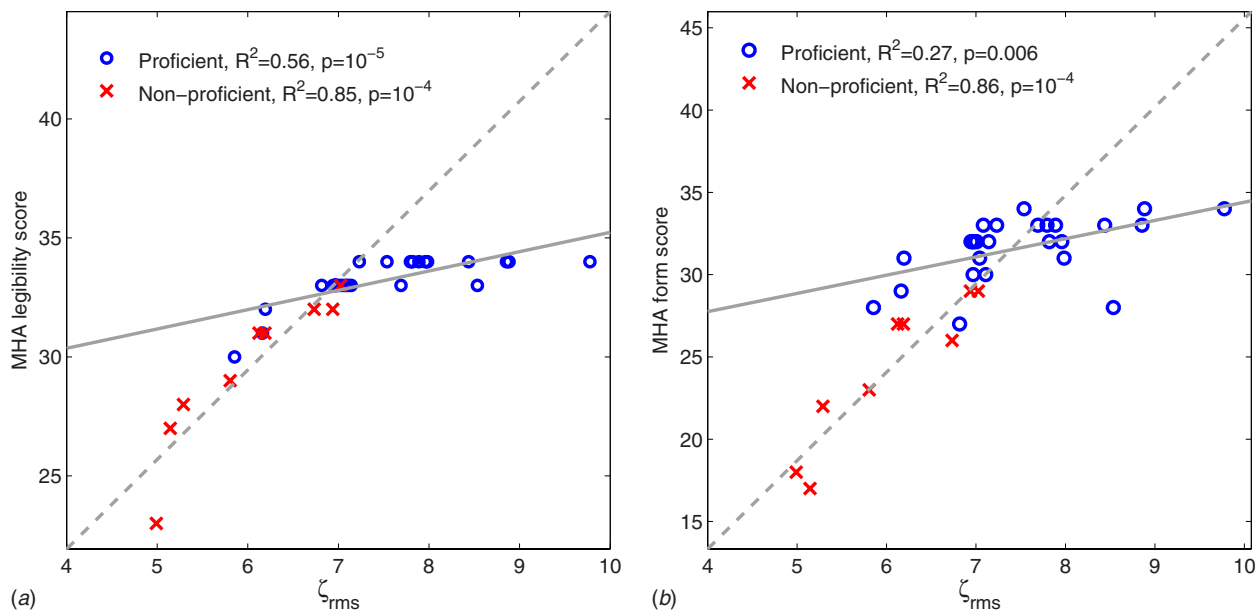 Proficient, R²=0.56, p=10⁻⁵
Non−proficient, R²=0.85, p=10⁻⁴
MHA legibility score
40
35
30
25
4 5 6 7 8 9 10
ζrms
(a)
Proficient, R²=0.27, p=0.006
Non−proficient, R²=0.86, p=10⁻⁴
MHA form score
45
40
35
30
25
20
15
4 5 6 7 8 9 10
ζrms
(b)